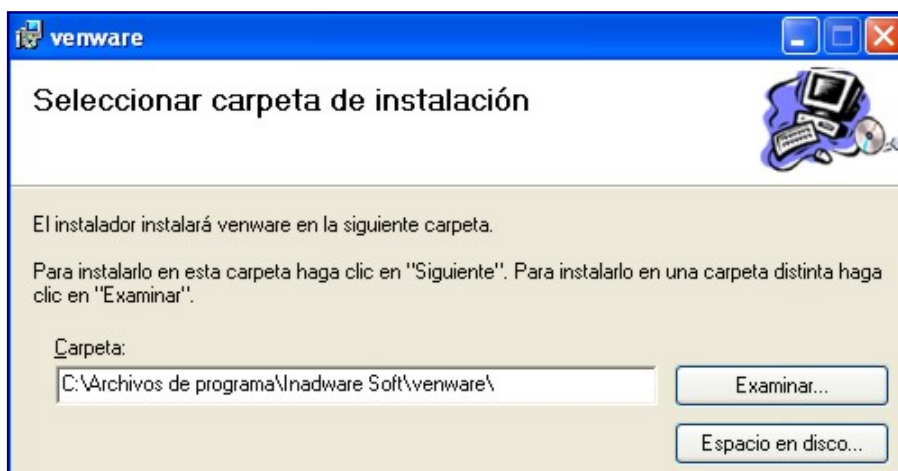 venware
Seleccionar carpeta de instalación
El instalador instalará venware en la siguiente carpeta.
Para instalarlo en esta carpeta haga clic en "Siguiente". Para instalarlo en una carpeta distinta haga
clic en "Examinar".
Carpeta:
C:\Archivos de programa\Inadware Soft\venware\
Examinar...
Espacio en disco...